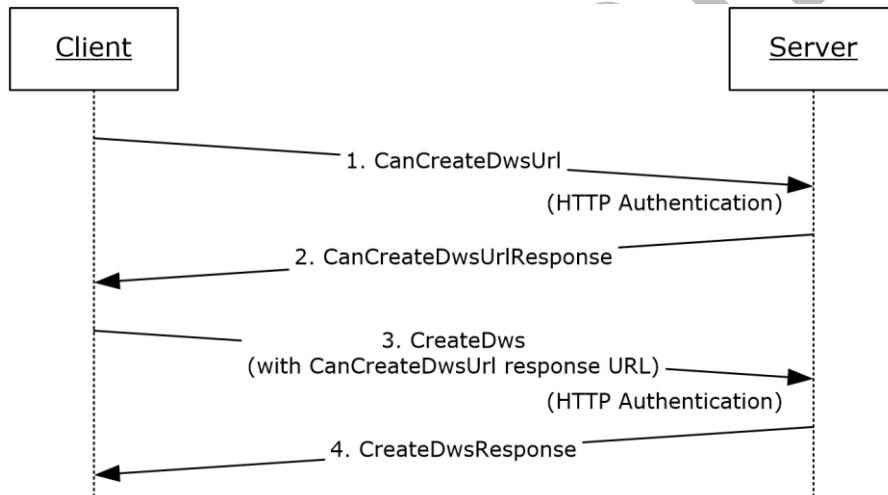 Client
Server
1. CanCreateDwsUrl
(HTTP Authentication)
2. CanCreateDwsUrlResponse
3. CreateDws
(with CanCreateDwsUrl response URL)
(HTTP Authentication)
4. CreateDwsResponse